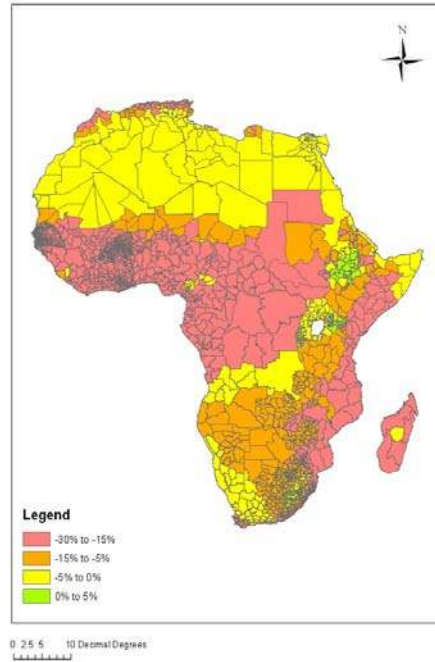 N
Legend
-30% to -15%
-15% to -5%
-5% to 0%
0% to 5%
0 2.5 5 10 Decimal Degrees